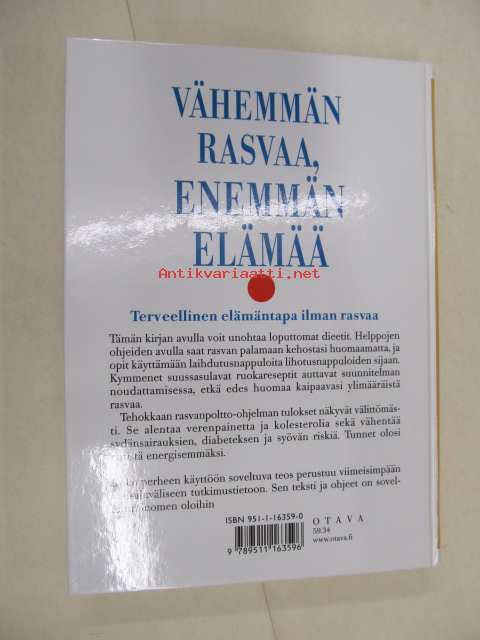 VÄHEMMÄN
RASVAA,
ENEMMÄN
ELÄMÄÄ
Antikvariaatti.net
Terveellinen elämäntapa ilman rasvaa
Tämän kirjan avulla voit unohtaa loputtomat dieetit. Helppojen
ohjeiden avulla saat rasvan palamaan kehostasi huomaamatta, ja
opit käyttämään laihdutusnappuloita lihotusnappuloiden sijaan.
Kymmenet suussasulavat ruokareseptit auttavat suunnitelman
noudattamisessa, etkä edes huomaa kaipaavasi ylimääräistä
rasvaa.
Tehokkaan rasvanpoltto-ohjelman tulokset näkyvät välittömäs-
ti. Se alentaa verenpainetta ja kolesterolia sekä vähentää
sydänsairauksien, diabeteksen ja syövän riskiä. Tunnet olosi
energisemmäksi.
perheen käyttöön soveltuva teos perustuu viimeisimpään
tutkimustietoon. Sen teksti ja ohjeet on sovel-
oloihin
ISBN 951-1-16359-0
9 789511 163596
OTAVA
59.34
www.otava.fi